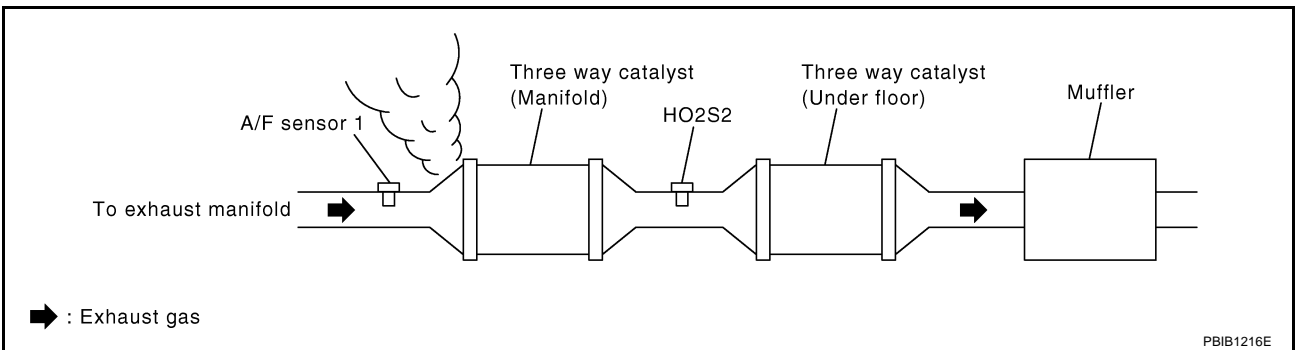 Three way catalyst
(Manifold)
Three way catalyst
(Under floor)
Muffler
A/F sensor 1
HO2S2
To exhaust manifold
: Exhaust gas
PBIB1216E